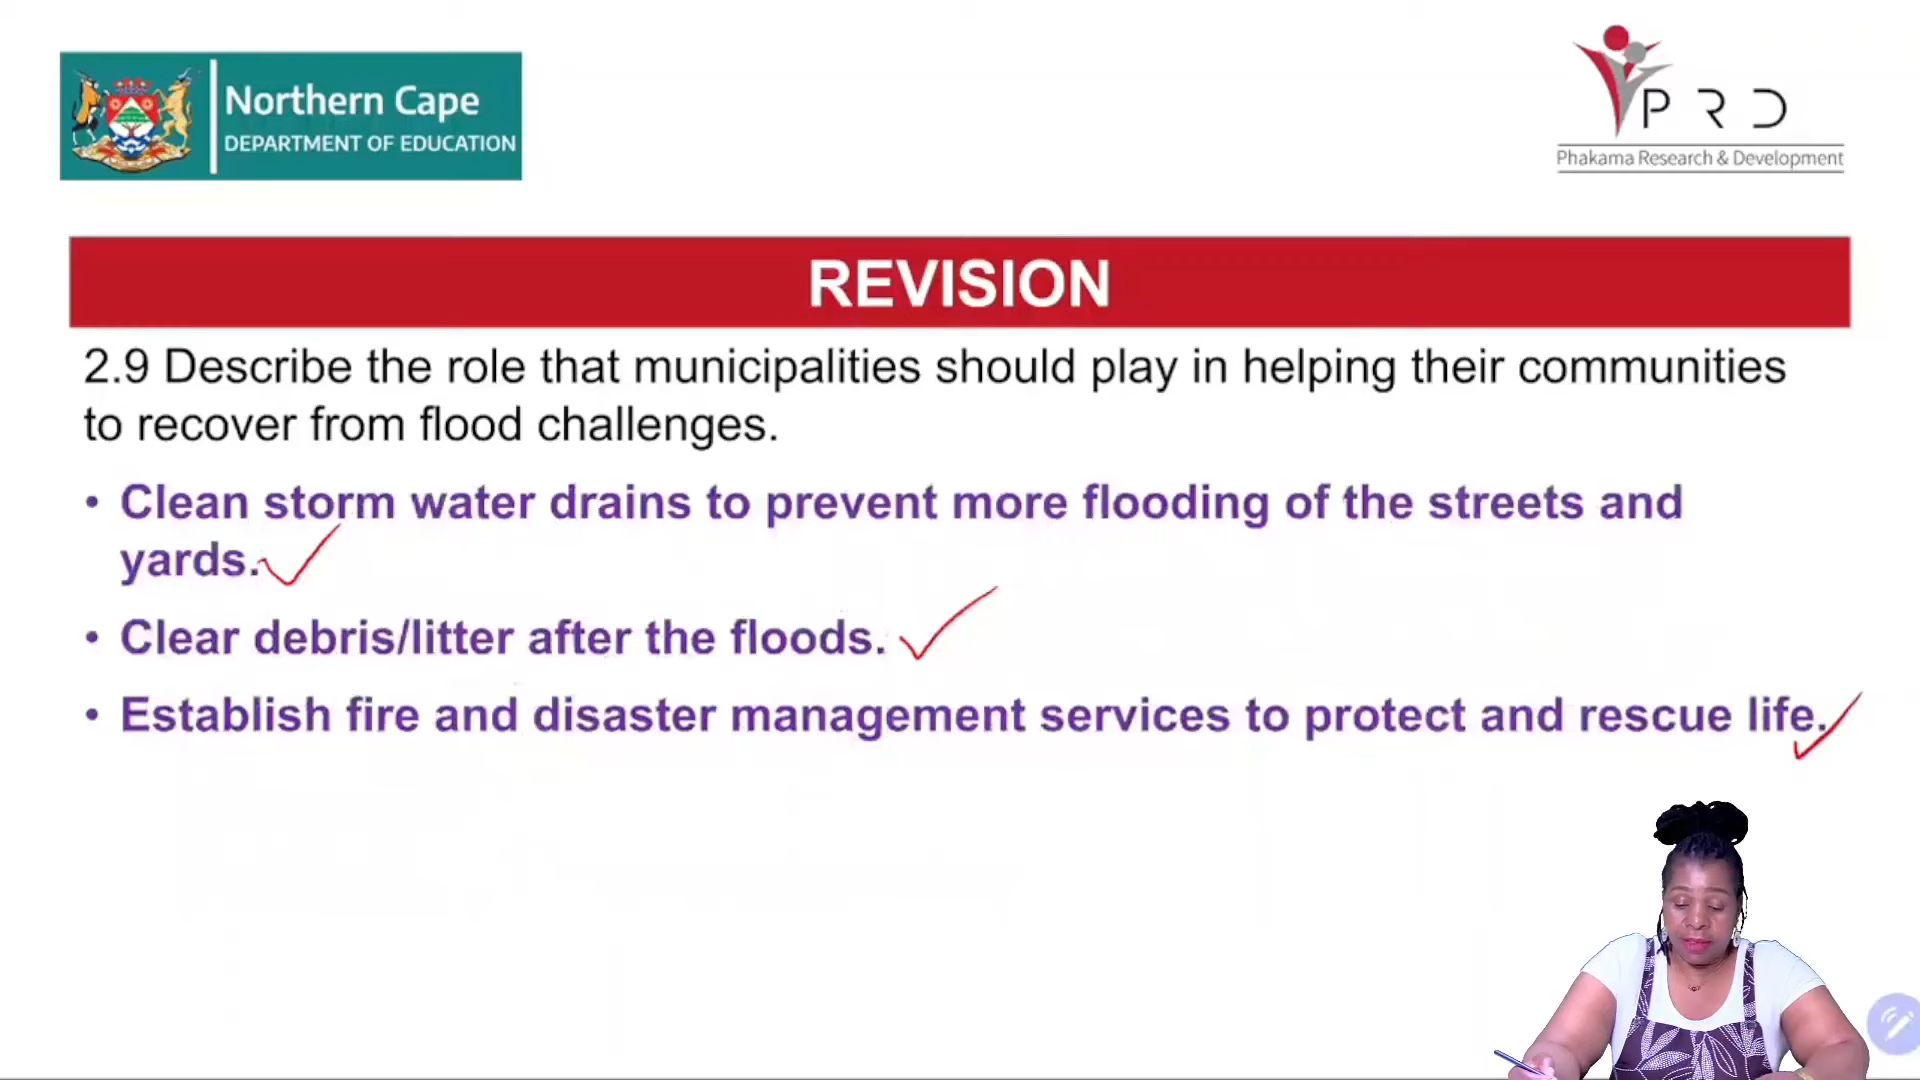 Northern Cape
DEPARTMENT OF EDUCATION
PRD
Phakama Research & Development
REVISION
2.9 Describe the role that municipalities should play in helping their communities
to recover from flood challenges.
• Clean storm water drains to prevent more flooding of the streets and
yards.
• Clear debris/litter after the floods.
• Establish fire and disaster management services to protect and rescue life.